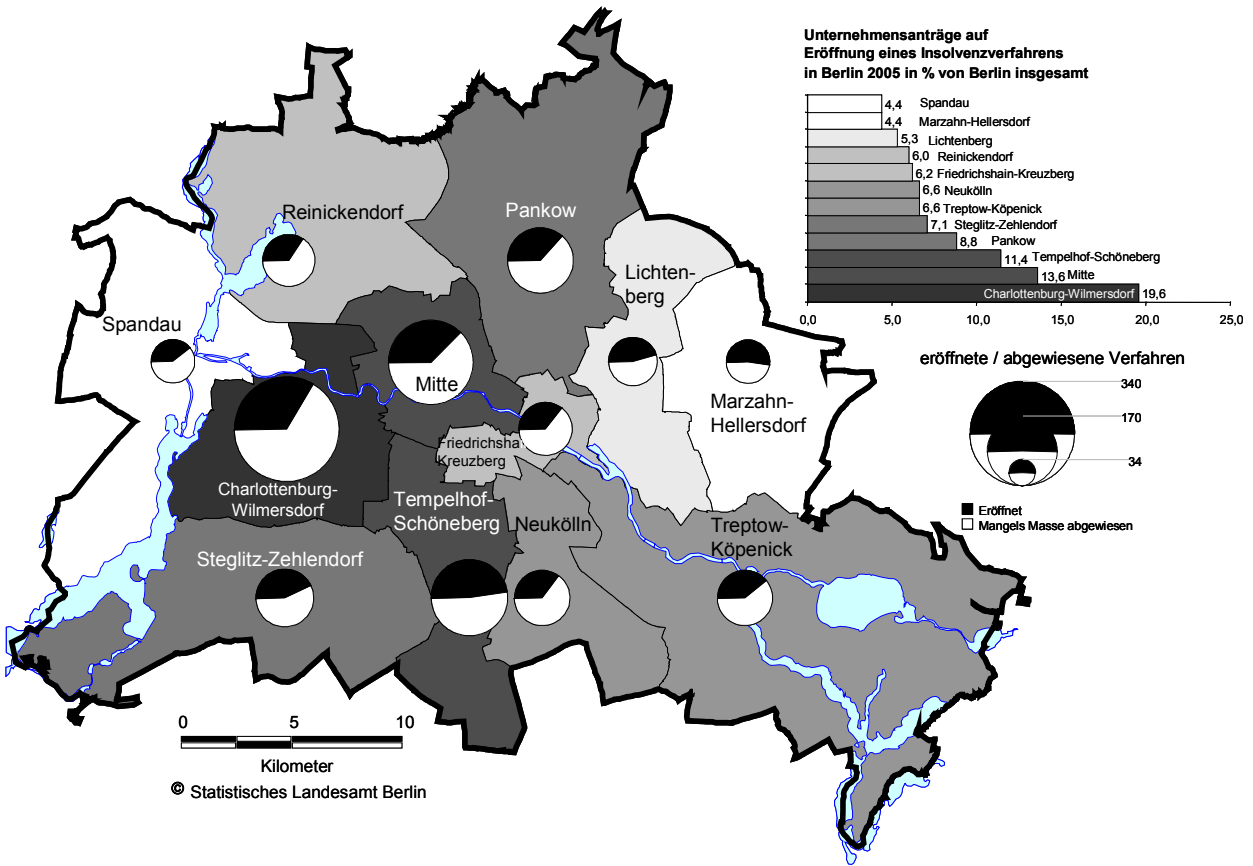 Unternehmensanträge auf
Eröffnung eines Insolvenzverfahrens
in Berlin 2005 in % von Berlin insgesamt
4,4 Spandau
4,4 Marzahn-Hellersdorf
5,3 Lichtenberg
6,0 Reinickendorf
6,2 Friedrichshain-Kreuzberg
6,6 Neukölln
6,6 Treptow-Köpenick
7,1 Steglitz-Zehlendorf
8,8 Pankow
11,4 Tempelhof-Schöneberg
13,6 Mitte
Charlottenburg-Wilmersdorf 19,6
0,0 5,0 10,0 15,0 20,0 25,0
eröffnete / abgewiesene Verfahren
340
170
34
Eröffnet
Mangels Masse abgewiesen
Reinickendorf
Pankow
Lichten-
berg
Spandau
Mitte
Marzahn-
Hellersdorf
Friedrichsha
Kreuzberg
Charlottenburg-
Wilmersdorf
Tempelhof-
Schöneberg
Neukölln
Treptow-
Köpenick
Steglitz-Zehlendorf
0 5 10
Kilometer
© Statistisches Landesamt Berlin